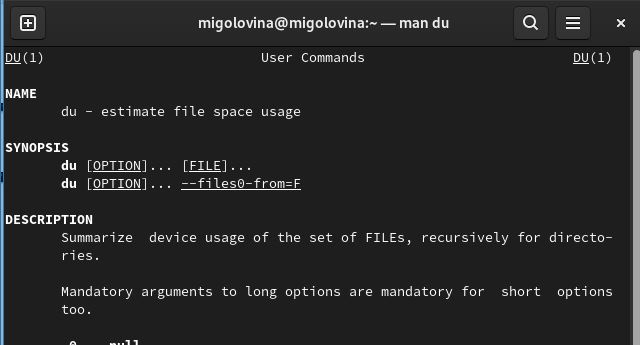 migolovina@migolovina:~ — man du
DU(1) User Commands DU(1)
NAME
du - estimate file space usage
SYNOPSIS
du [OPTION]... [FILE]...
du [OPTION]... --files0-from=F
DESCRIPTION
Summarize device usage of the set of FILEs, recursively for directo-
ries.
Mandatory arguments to long options are mandatory for short options
too.